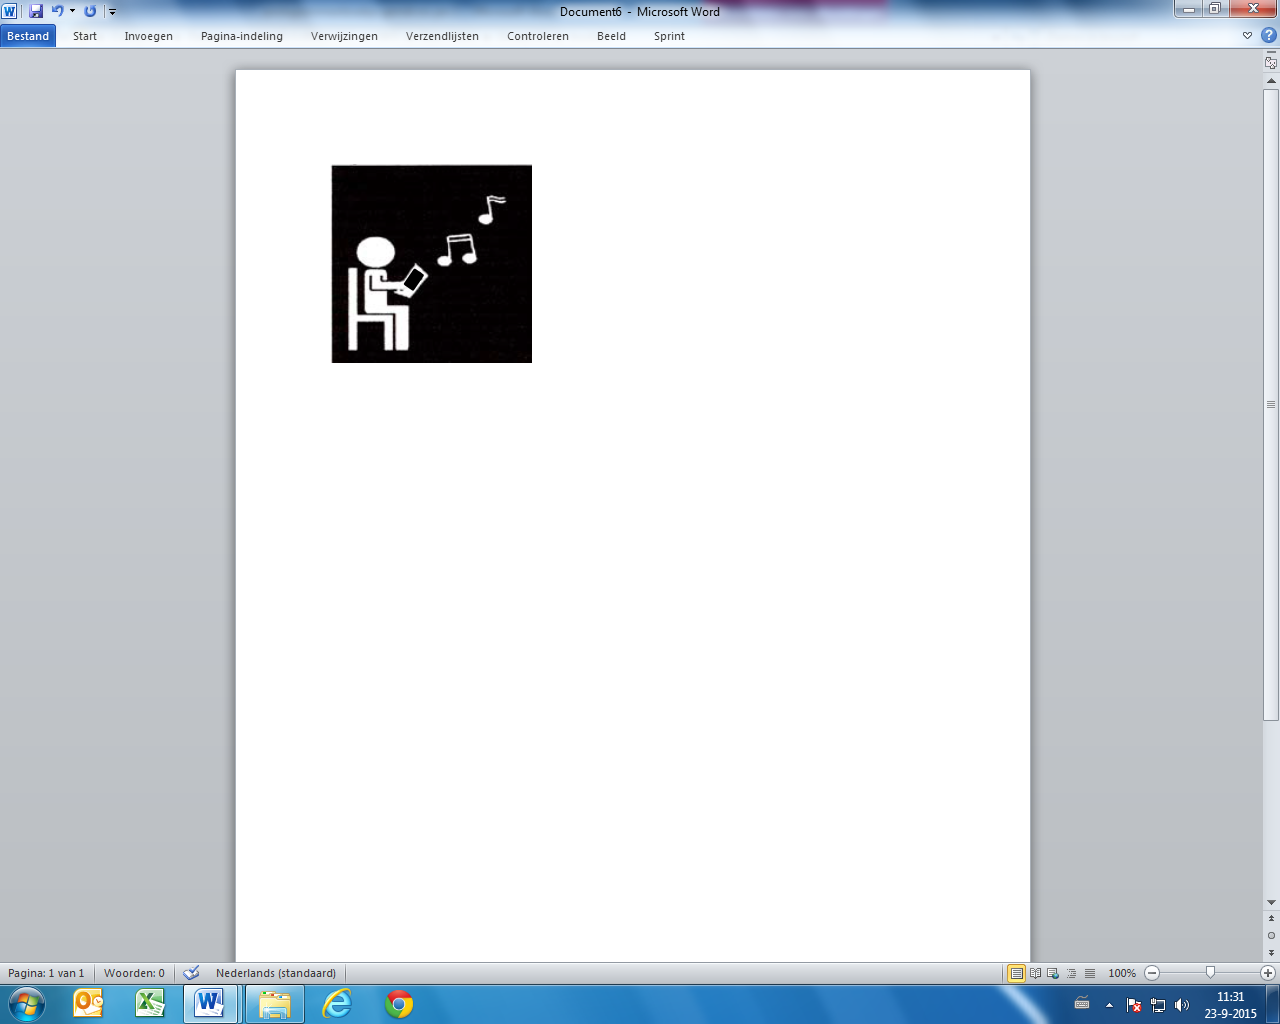 Document6 - Microsoft Word
Bestand Start Invoegen Pagina-indeling Verwijzingen Verzendlijsten Controleren Beeld Sprint
Pagina: 1 van 1 Woorden: 0 Nederlands (standaard) 100%
11:31
23-9-2015